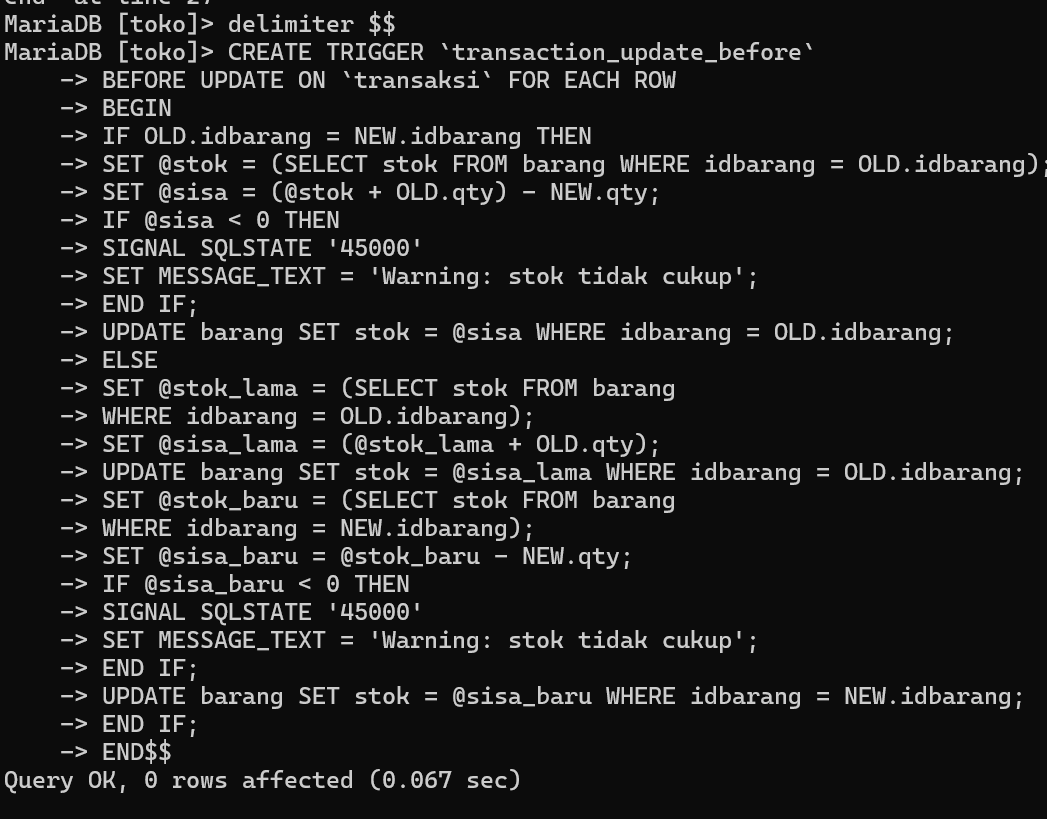 MariaDB [toko]> delimiter $$
MariaDB [toko]> CREATE TRIGGER `transaction_update_before`
    -> BEFORE UPDATE ON `transaksi` FOR EACH ROW
    -> BEGIN
    -> IF OLD.idbarang = NEW.idbarang THEN
    -> SET @stok = (SELECT stok FROM barang WHERE idbarang = OLD.idbarang);
    -> SET @sisa = (@stok + OLD.qty) - NEW.qty;
    -> IF @sisa < 0 THEN
    -> SIGNAL SQLSTATE '45000'
    -> SET MESSAGE_TEXT = 'Warning: stok tidak cukup';
    -> END IF;
    -> UPDATE barang SET stok = @sisa WHERE idbarang = OLD.idbarang;
    -> ELSE
    -> SET @stok_lama = (SELECT stok FROM barang
    -> WHERE idbarang = OLD.idbarang);
    -> SET @sisa_lama = (@stok_lama + OLD.qty);
    -> UPDATE barang SET stok = @sisa_lama WHERE idbarang = OLD.idbarang;
    -> SET @stok_baru = (SELECT stok FROM barang
    -> WHERE idbarang = NEW.idbarang);
    -> SET @sisa_baru = @stok_baru - NEW.qty;
    -> IF @sisa_baru < 0 THEN
    -> SIGNAL SQLSTATE '45000'
    -> SET MESSAGE_TEXT = 'Warning: stok tidak cukup';
    -> END IF;
    -> UPDATE barang SET stok = @sisa_baru WHERE idbarang = NEW.idbarang;
    -> END IF;
    -> END$$
Query OK, 0 rows affected (0.067 sec)